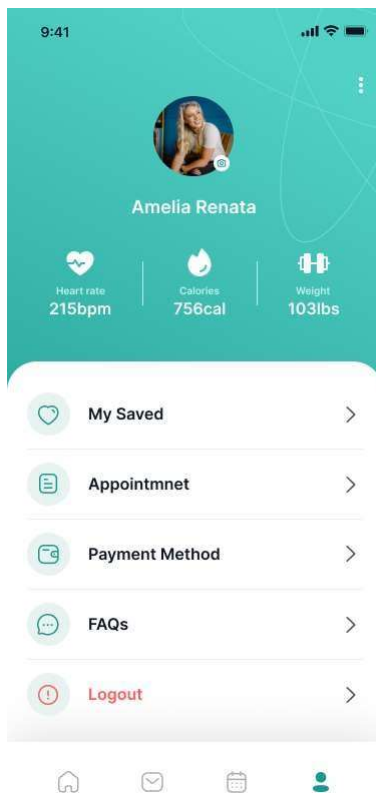 9:41
Amelia Renata
Heart rate Calories Weight
215bpm 756cal 103lbs
My Saved
Appointmnet
Payment Method
FAQs
Logout